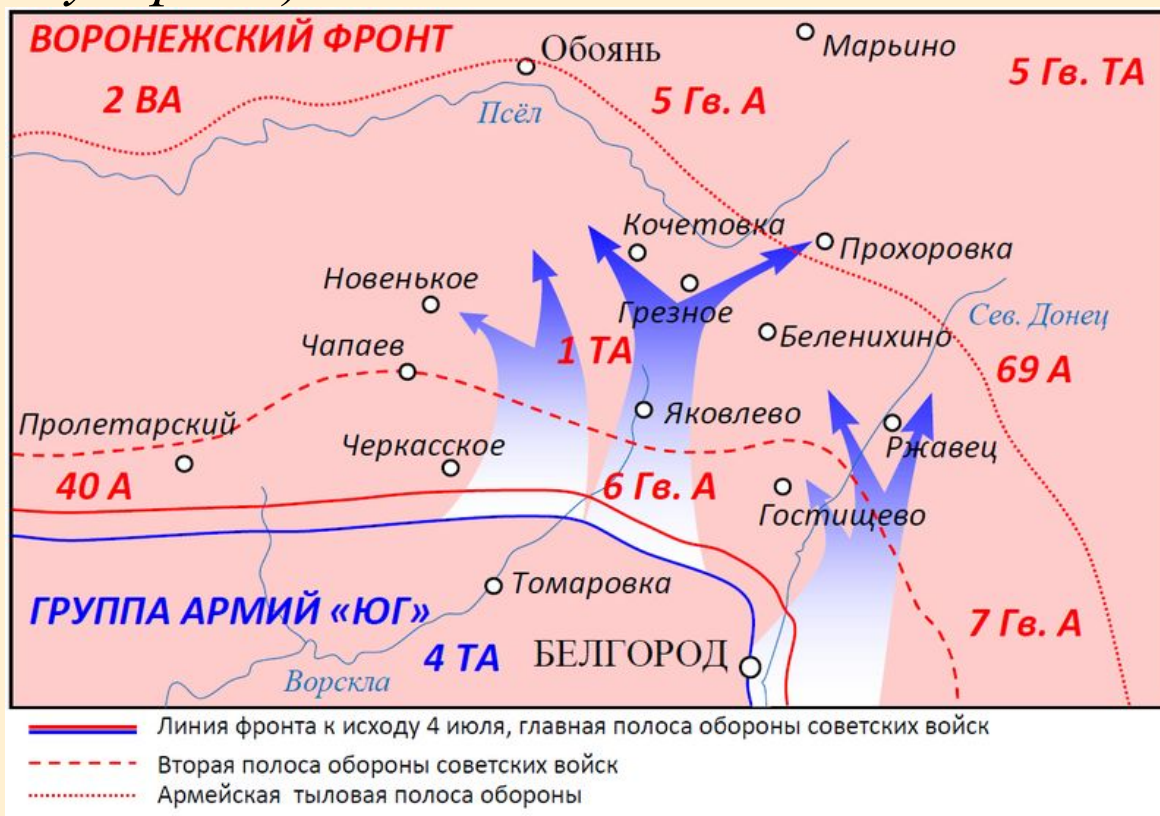 ВОРОНЕЖСКИЙ ФРОНТ
Обоянь
Марьино
2 ВА
5 Гв. А
5 Гв. ТА
Псёл
Кочетовка
Прохоровка
Новенькое
Грезное
Сев. Донец
Чапаев
1 ТА
Беленихино
69 А
Пролетарский
Яковлево
Черкасское
Ржавец
40 А
6 Гв. А
Гостищево
Томаровка
ГРУППА АРМИЙ «ЮГ»
7 Гв. А
4 ТА
БЕЛГОРОД
Ворскла
Линия фронта к исходу 4 июля, главная полоса обороны советских войск
Вторая полоса обороны советских войск
Армейская тыловая полоса обороны